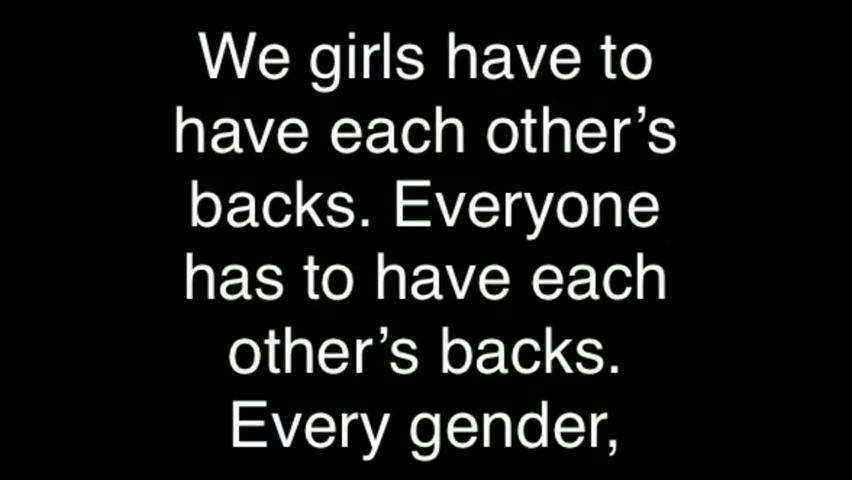 We girls have to
have each other’s
backs. Everyone
has to have each
other’s backs.
Every gender,